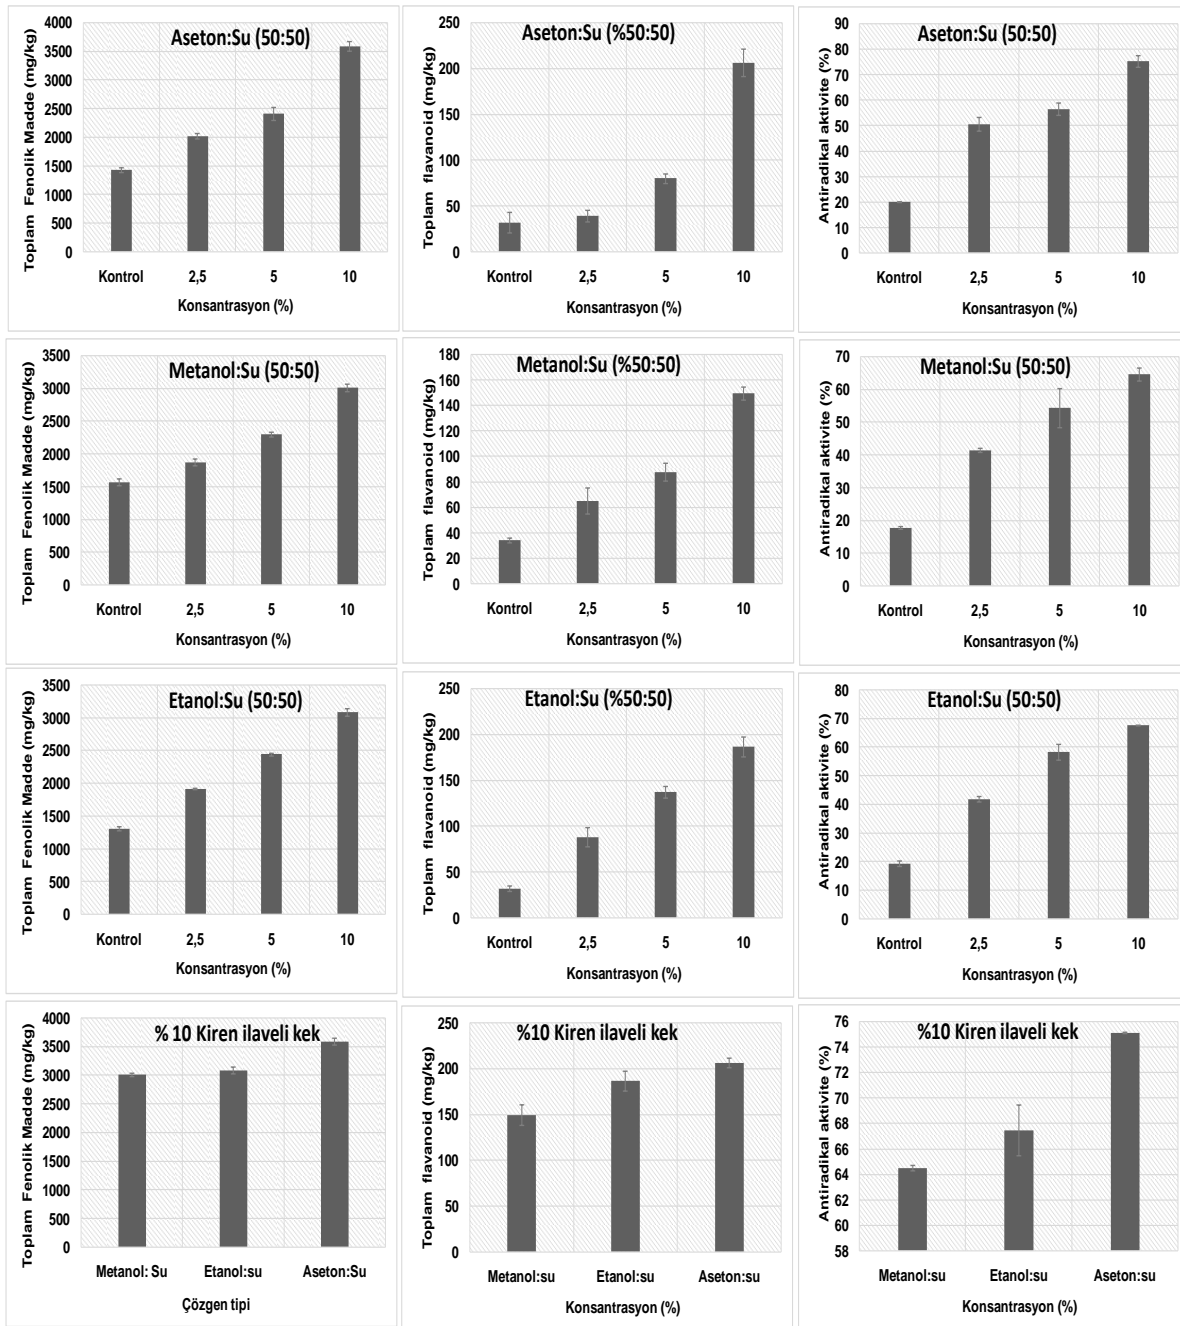 Aseton:Su (50:50)
Toplam Fenolik Madde (mg/kg)
4000
3500
3000
2500
2000
1500
1000
500
0
Kontrol 2,5 5 10
Konsantrasyon (%)
Aseton:Su (%50:50)
Toplam flavanoid (mg/kg)
250
200
150
100
50
0
Kontrol 2,5 5 10
Konsantrasyon (%)
Aseton:Su (50:50)
Antiradikal aktivite (%)
90
80
70
60
50
40
30
20
10
0
Kontrol 2,5 5 10
Konsantrasyon (%)
Metanol:Su (50:50)
Toplam Fenolik Madde (mg/kg)
3500
3000
2500
2000
1500
1000
500
0
Kontrol 2,5 5 10
Konsantrasyon (%)
Metanol:Su (%50:50)
Toplam flavanoid (mg/kg)
180
160
140
120
100
80
60
40
20
0
Kontrol 2,5 5 10
Konsantrasyon (%)
Metanol:Su (50:50)
Antiradikal aktivite (%)
70
60
50
40
30
20
10
0
Kontrol 2,5 5 10
Konsantrasyon (%)
Etanol:Su (50:50)
Toplam Fenolik Madde (mg/kg)
3500
3000
2500
2000
1500
1000
500
0
Kontrol 2,5 5 10
Konsantrasyon (%)
Etanol:Su (%50:50)
Toplam flavanoid (mg/kg)
250
200
150
100
50
0
Kontrol 2,5 5 10
Konsantrasyon (%)
Etanol:Su (50:50)
Antiradikal aktivite (%)
80
70
60
50
40
30
20
10
0
Kontrol 2,5 5 10
Konsantrasyon (%)
% 10 Kiren ilaveli kek
Toplam Fenolik Madde (mg/kg)
4000
3500
3000
2500
2000
1500
1000
500
0
Metanol: Su Etanol:su Aseton:Su
Çözgen tipi
%10 Kiren ilaveli kek
Toplam flavanoid (mg/kg)
250
200
150
100
50
0
Metanol:su Etanol:su Aseton:Su
Konsantrasyon (%)
%10 Kiren ilaveli kek
Antiradikal aktivite (%)
76
74
72
70
68
66
64
62
60
58
Metanol:su Etanol:su Aseton:Su
Konsantrasyon (%)